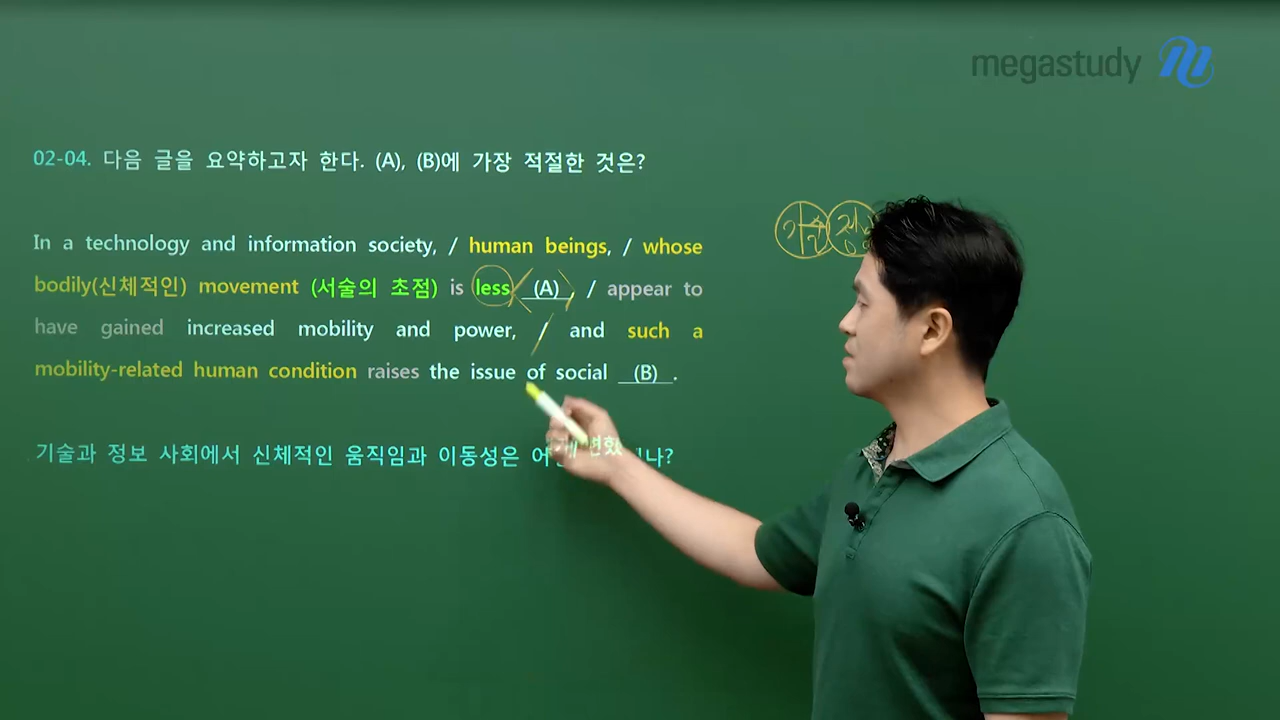 megastudy
02-04. 다음 글을 요약하고자 한다. (A), (B)에 가장 적절한 것은?
In a technology and information society, / human beings, / whose
bodily(신체적인) movement (서술의 초점) is less (A) , / appear to
have gained increased mobility and power, / and such a
mobility-related human condition raises the issue of social (B) .
기술과 정보 사회에서 신체적인 움직임과 이동성은